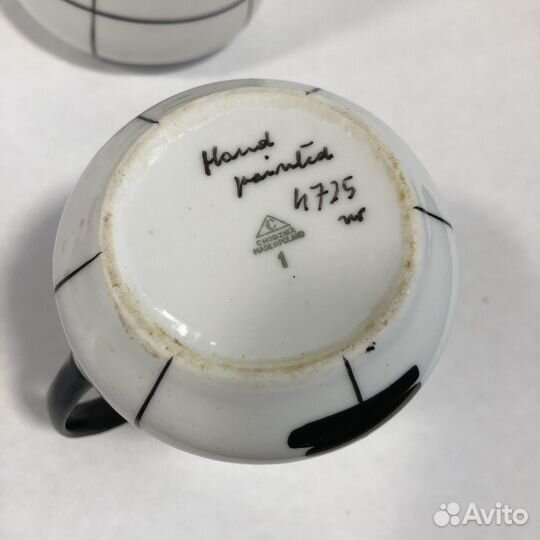 Hand
painted
4725
C
CHODZIEŻ
MADE IN POLAND
1
Avito